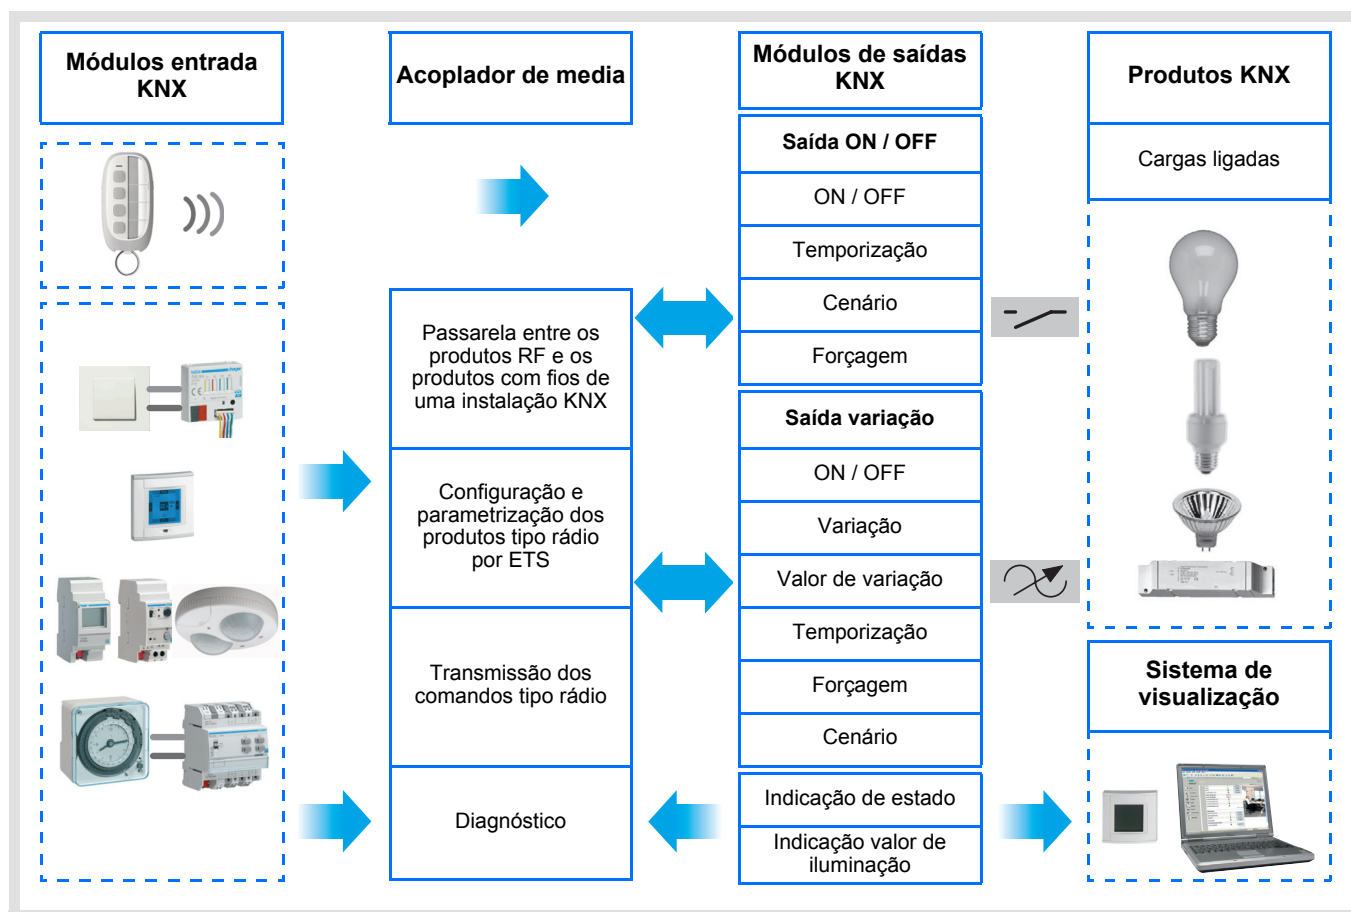 Módulos entrada
KNX
Acoplador de media
Módulos de saídas
KNX
Produtos KNX
Saída ON / OFF
ON / OFF
Temporização
Cenário
Forçagem
Cargas ligadas
Passarela entre os
produtos RF e os
produtos com fios de
uma instalação KNX
Configuração e
parametrização dos
produtos tipo rádio
por ETS
Transmissão dos
comandos tipo rádio
Diagnóstico
Saída variação
ON / OFF
Variação
Valor de variação
Temporização
Forçagem
Cenário
Indicação de estado
Indicação valor de
iluminação
Sistema de
visualização